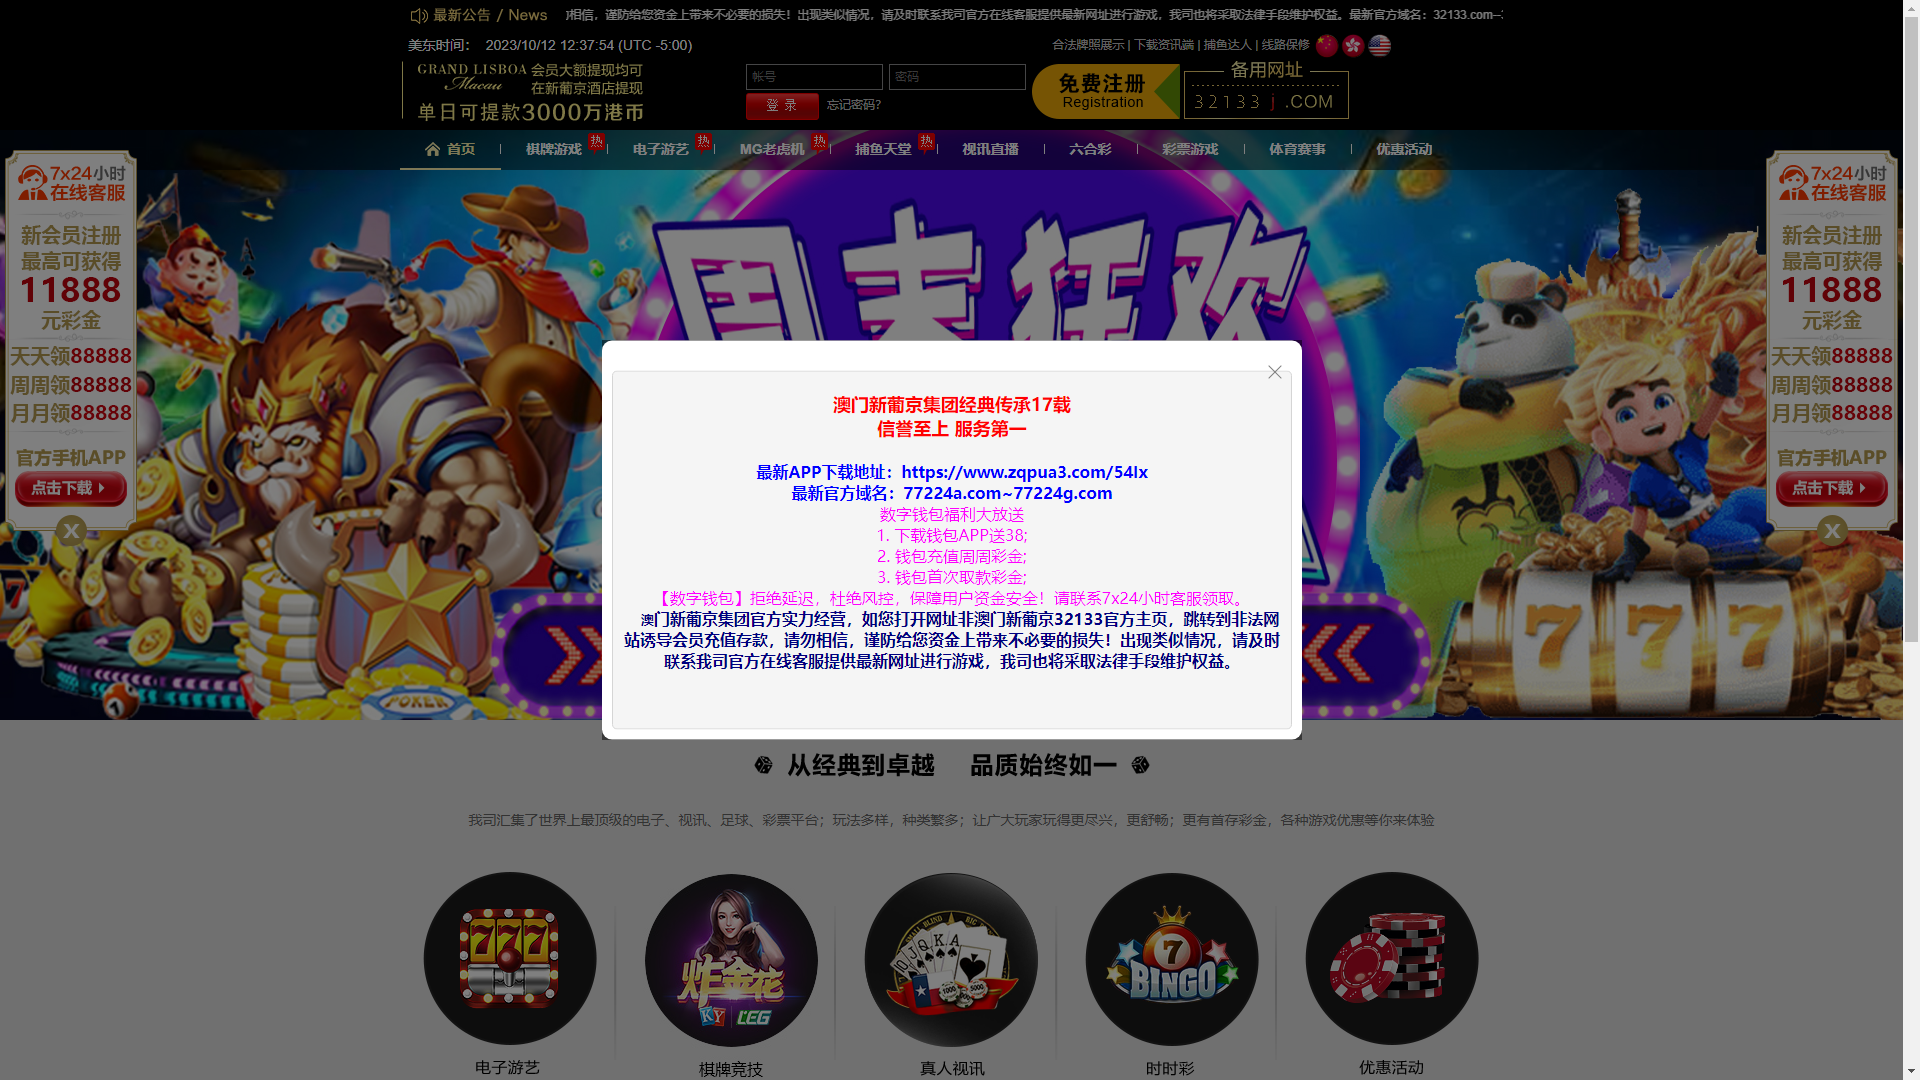 最新公告 / News
相信，谨防给您资金上带来不必要的损失！出现类似情况，请及时联系我司官方在线客服提供最新网址进行游戏，我司也将采取法律手段维护权益。最新官方域名：32133.com--
美东时间： 2023/10/12 12:37:54 (UTC -5:00)
合法牌照展示 | 下载资讯端 | 捕鱼达人 | 线路保修
GRAND LISBOA 会员大额提现均可
Macau 在新葡京酒店提现
单日可提款3000万港币
帐号
密码
登 录
忘记密码?
免费注册
Registration
备用网址
32133 j .COM
首页
棋牌游戏 热
电子游艺 热
MG老虎机 热
捕鱼天堂 热
视讯直播
六合彩
彩票游戏
体育赛事
优惠活动
7x24小时
在线客服
新会员注册
最高可获得
11888
元彩金
天天领88888
周周领88888
月月领88888
官方手机APP
点击下载
X
周末狂欢
7x24小时
在线客服
新会员注册
最高可获得
11888
元彩金
天天领88888
周周领88888
月月领88888
官方手机APP
点击下载
X
澳门新葡京集团经典传承17载
信誉至上 服务第一
最新APP下载地址：https://www.zqpua3.com/54lx
最新官方域名：77224a.com~77224g.com
数字钱包福利大放送
1. 下载钱包APP送38;
2. 钱包充值周周彩金;
3. 钱包首次取款彩金;
【数字钱包】拒绝延迟，杜绝风控，保障用户资金安全！请联系7x24小时客服领取。
澳门新葡京集团官方实力经营，如您打开网址非澳门新葡京32133官方主页，跳转到非法网
站诱导会员充值存款，请勿相信，谨防给您资金上带来不必要的损失！出现类似情况，请及时
联系我司官方在线客服提供最新网址进行游戏，我司也将采取法律手段维护权益。
POKER
777
从经典到卓越 品质始终如一
我司汇集了世界上最顶级的电子、视讯、足球、彩票平台；玩法多样，种类繁多；让广大玩家玩得更尽兴，更舒畅；更有首存彩金，各种游戏优惠等你来体验
777
炸金花
KY LEG
10 J Q K A
7
BINGO
电子游艺
棋牌竞技
真人视讯
时时彩
优惠活动